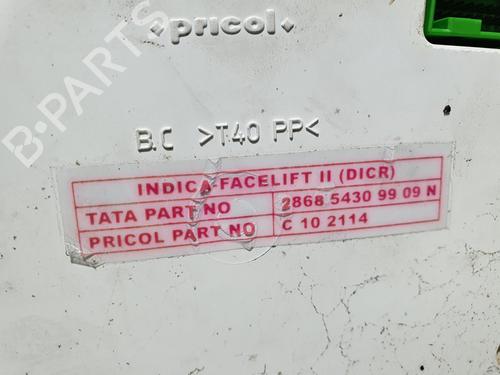 pricol
B-PARTS
B.C >T40 PP<
INDICA-FACELIFT II (DICR)
TATA PART NO 2868 5430 99 09 N
PRICOL PART NO C 10 2114